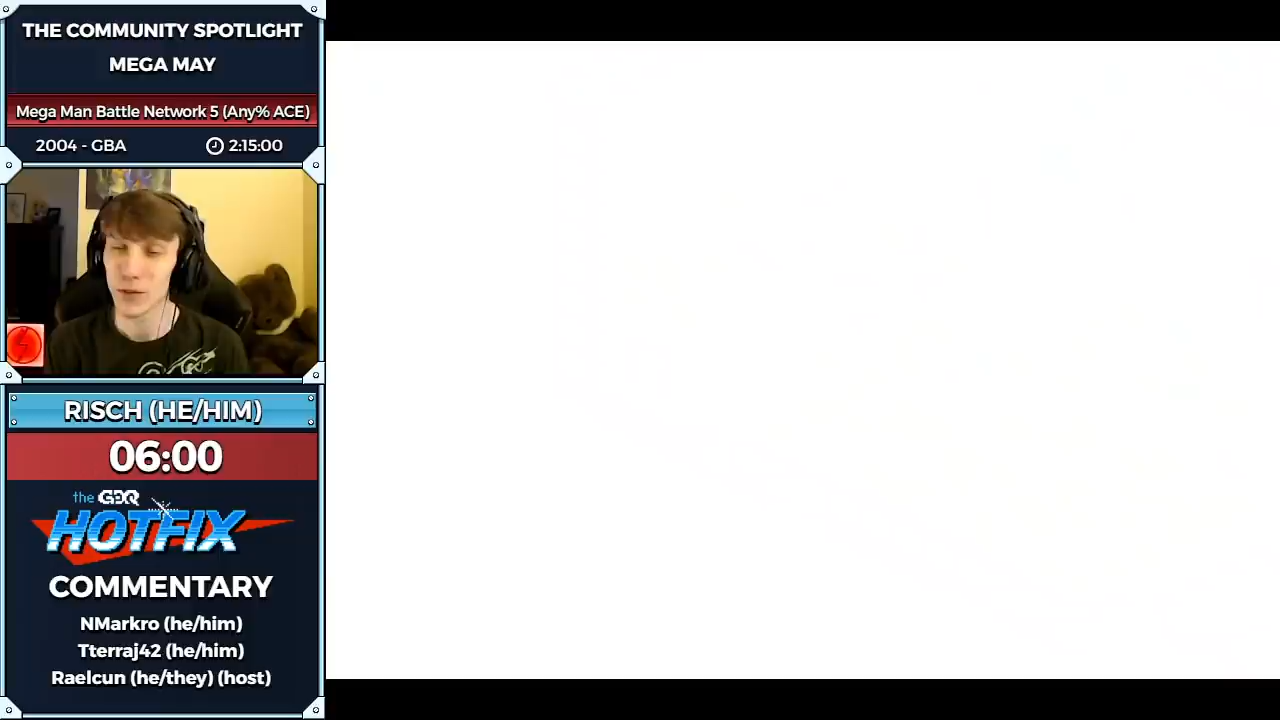 THE COMMUNITY SPOTLIGHT
MEGA MAY
Mega Man Battle Network 5 (Any% ACE)
2004 - GBA 2:15:00
RISCH (HE/HIM)
06:00
the GDQ
HOTFIX
COMMENTARY
NMarkro (he/him)
Tterraj42 (he/him)
Raelcun (he/they) (host)